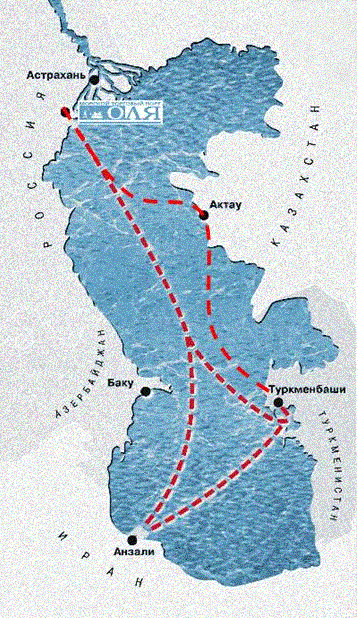 Астрахань
МОРСКОЙ ТОРГОВЫЙ ПОРТ
ОЛЯ
РОССИЯ
КАЗАХСТАН
Актау
АЗЕРБАЙДЖАН
Баку
Туркменбаши
ТУРКМЕНИСТАН
Анзали
ИРАН